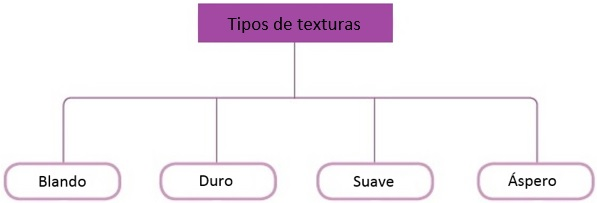 Tipos de texturas
Blando
Duro
Suave
Áspero